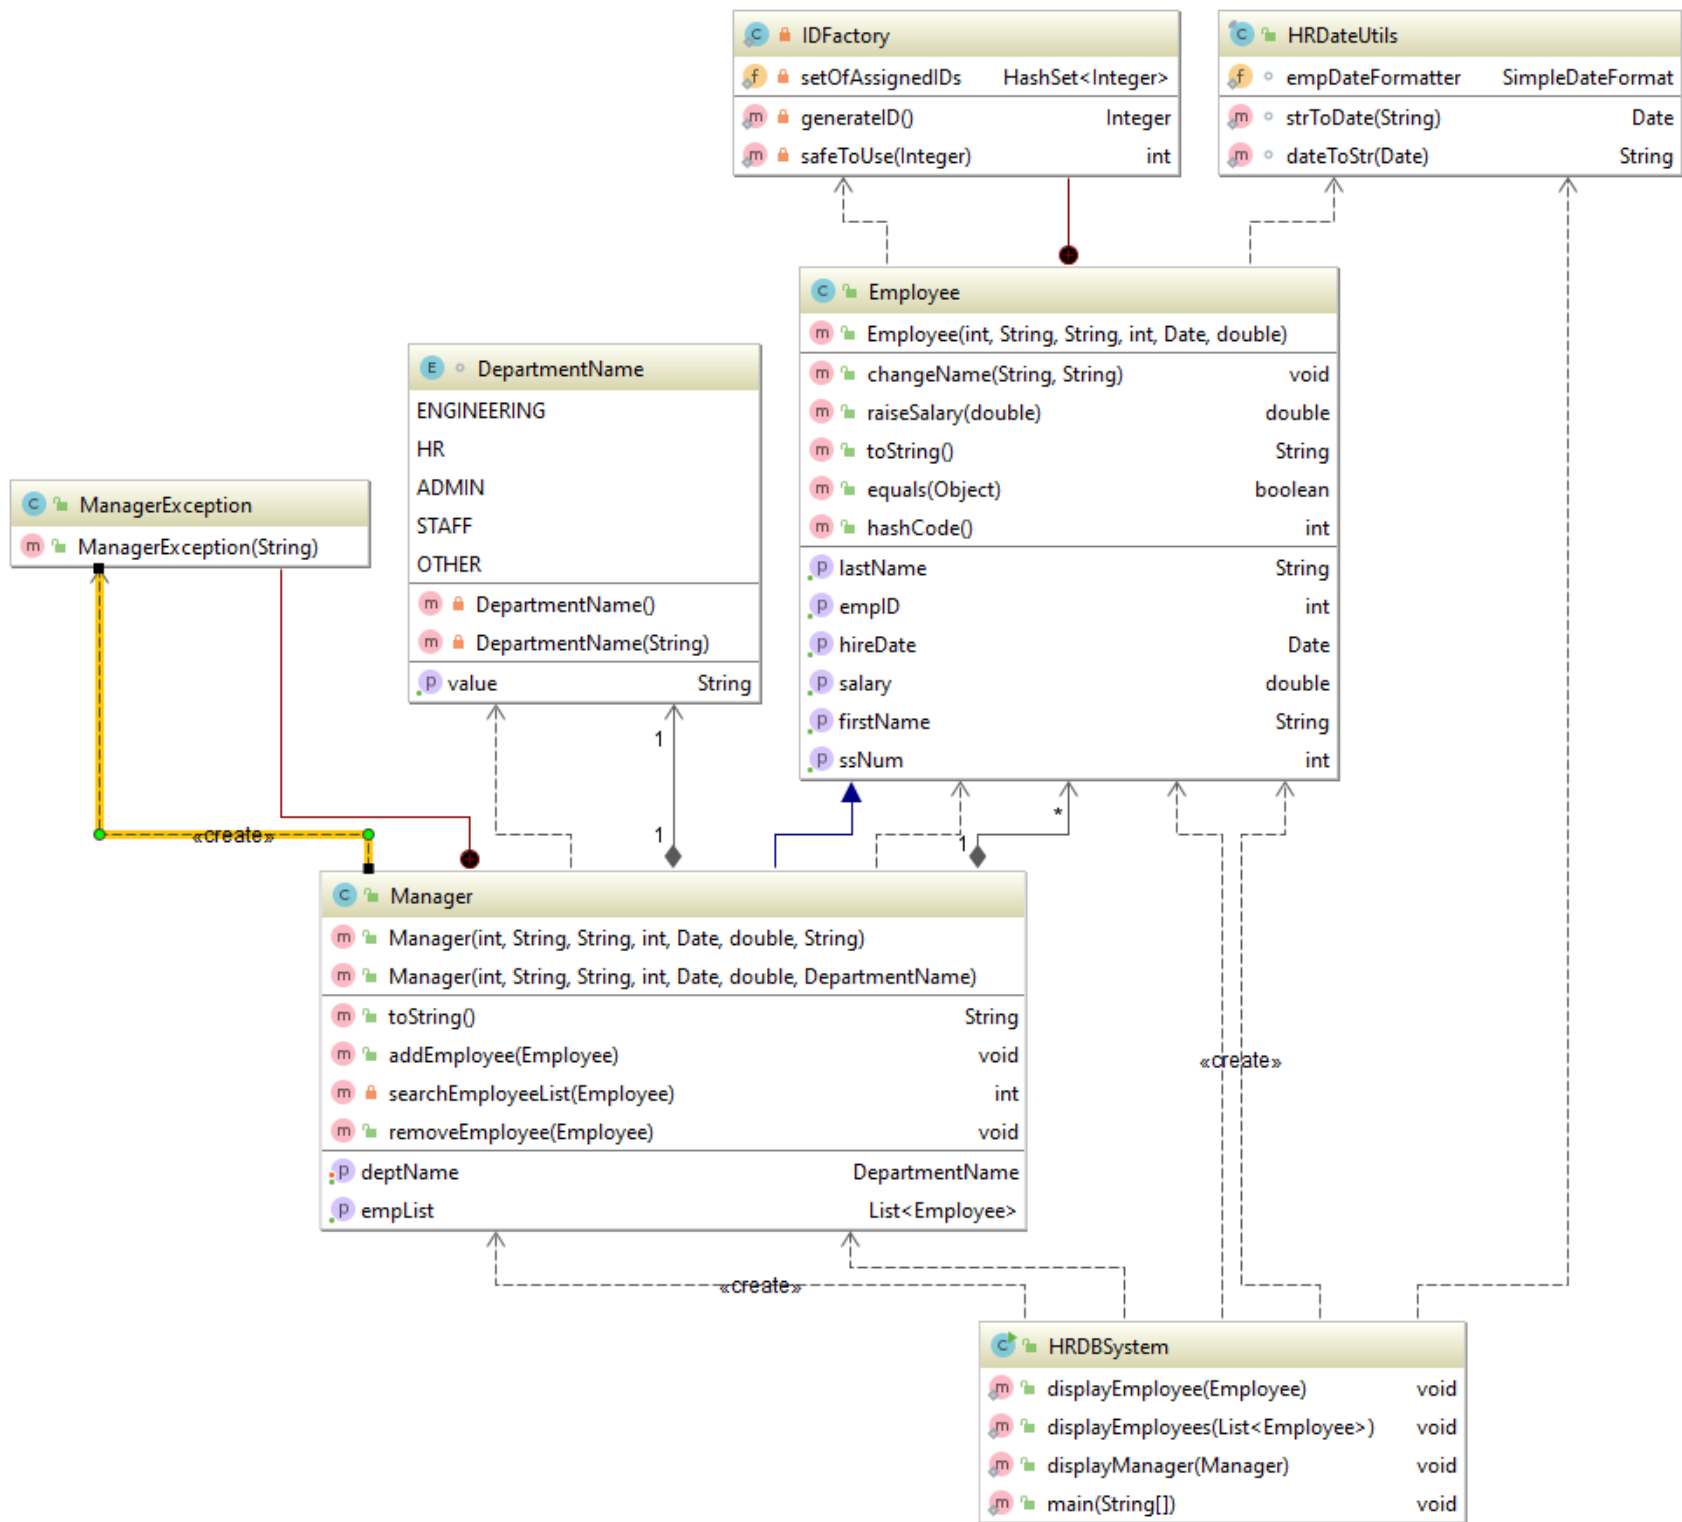 IDFactory
setOfAssignedIDs HashSet<Integer>
generateID() Integer
safeToUse(Integer) int
HRDateUtils
empDateFormatter SimpleDateFormat
strToDate(String) Date
dateToStr(Date) String
Employee
Employee(int, String, String, int, Date, double)
changeName(String, String) void
raiseSalary(double) double
toString() String
equals(Object) boolean
hashCode() int
lastName String
empID int
hireDate Date
salary double
firstName String
ssNum int
DepartmentName
ENGINEERING
HR
ADMIN
STAFF
OTHER
DepartmentName()
DepartmentName(String)
value String
ManagerException
ManagerException(String)
1
1
*
1
«create»
Manager
Manager(int, String, String, int, Date, double, String)
Manager(int, String, String, int, Date, double, DepartmentName)
toString() String
addEmployee(Employee) void
searchEmployeeList(Employee) int
removeEmployee(Employee) void
deptName DepartmentName
empList List<Employee>
«create»
«create»
HRDBSystem
displayEmployee(Employee) void
displayEmployees(List<Employee>) void
displayManager(Manager) void
main(String[]) void